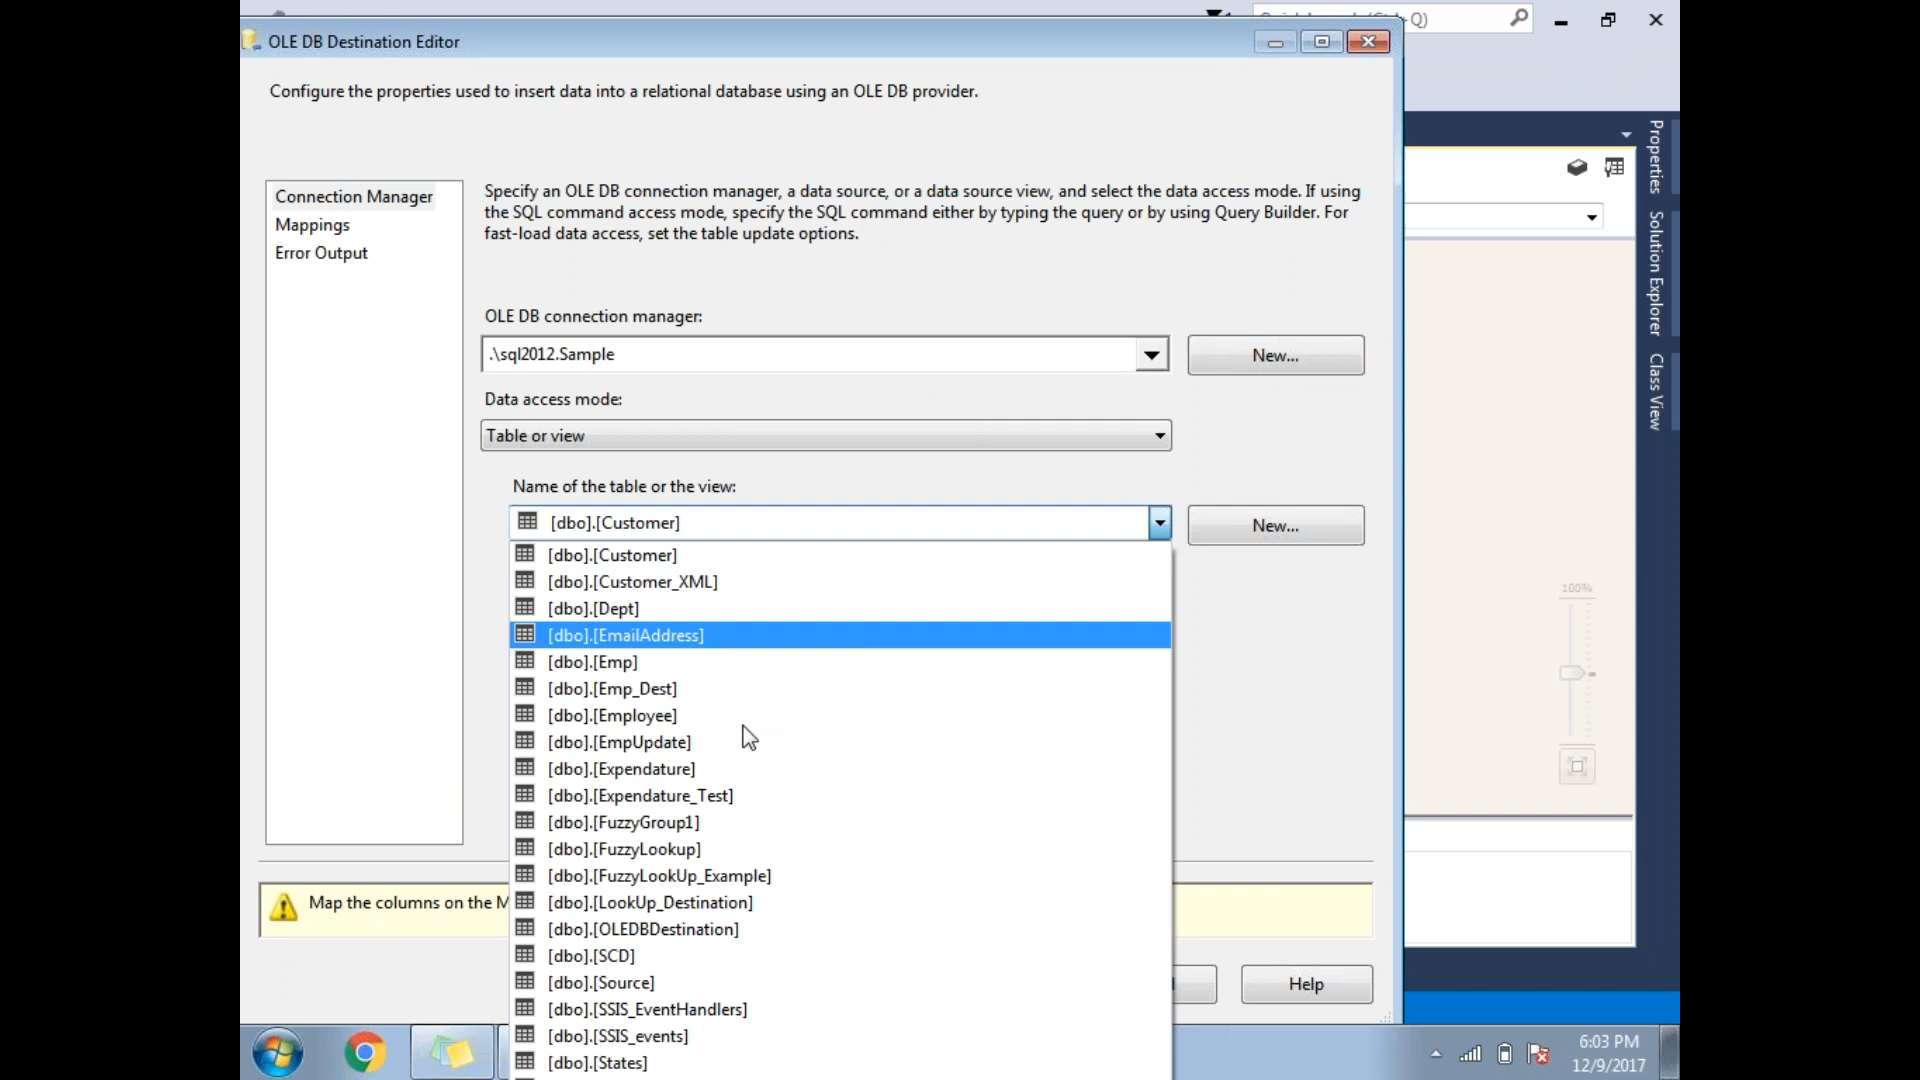 OLE DB Destination Editor
Configure the properties used to insert data into a relational database using an OLE DB provider.
Connection Manager
Mappings
Error Output
Specify an OLE DB connection manager, a data source, or a data source view, and select the data access mode. If using
the SQL command access mode, specify the SQL command either by typing the query or by using Query Builder. For
fast-load data access, set the table update options.
OLE DB connection manager:
.\sql2012.Sample
New...
Data access mode:
Table or view
Name of the table or the view:
[dbo].[Customer]
New...
[dbo].[Customer]
[dbo].[Customer_XML]
[dbo].[Dept]
[dbo].[EmailAddress]
[dbo].[Emp]
[dbo].[Emp_Dest]
[dbo].[Employee]
[dbo].[EmpUpdate]
[dbo].[Expendature]
[dbo].[Expendature_Test]
[dbo].[FuzzyGroup1]
[dbo].[FuzzyLookup]
[dbo].[FuzzyLookUp_Example]
[dbo].[LookUp_Destination]
[dbo].[OLEDBDestination]
[dbo].[SCD]
[dbo].[Source]
[dbo].[SSIS_EventHandlers]
[dbo].[SSIS_events]
[dbo].[States]
Map the columns on the M
Help
Properties
Solution Explorer
Class View
100%
6:03 PM
12/9/2017